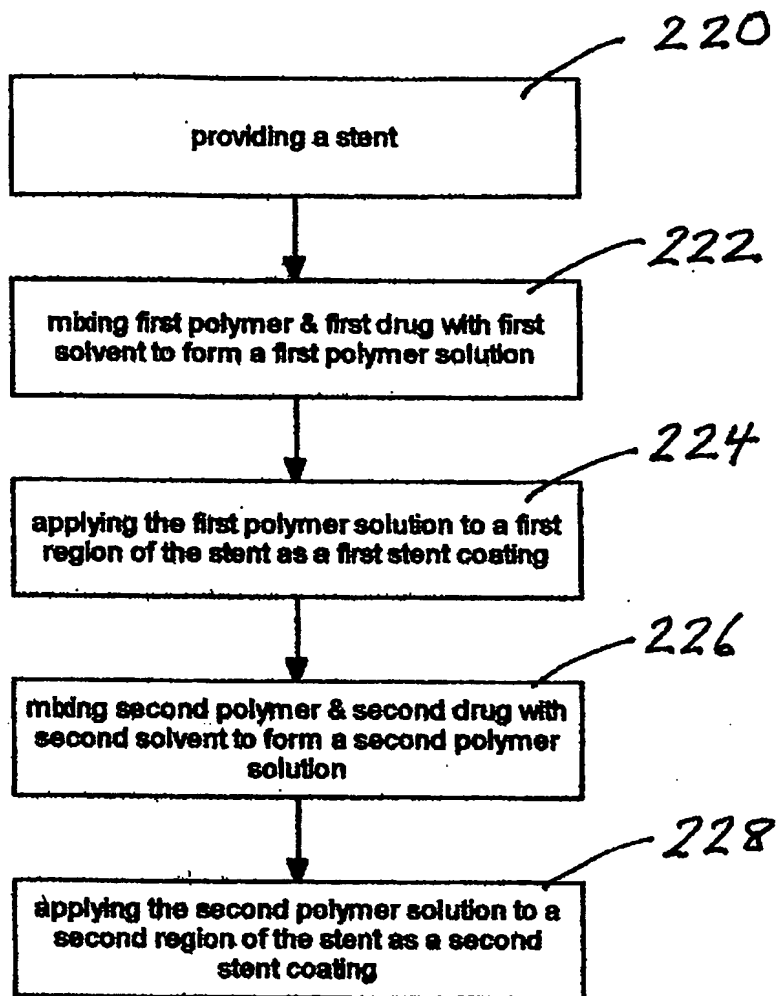 220
providing a stent
222
mixing first polymer & first drug with first
solvent to form a first polymer solution
224
applying the first polymer solution to a first
region of the stent as a first stent coating
226
mixing second polymer & second drug with
second solvent to form a second polymer
solution
228
applying the second polymer solution to a
second region of the stent as a second
stent coating